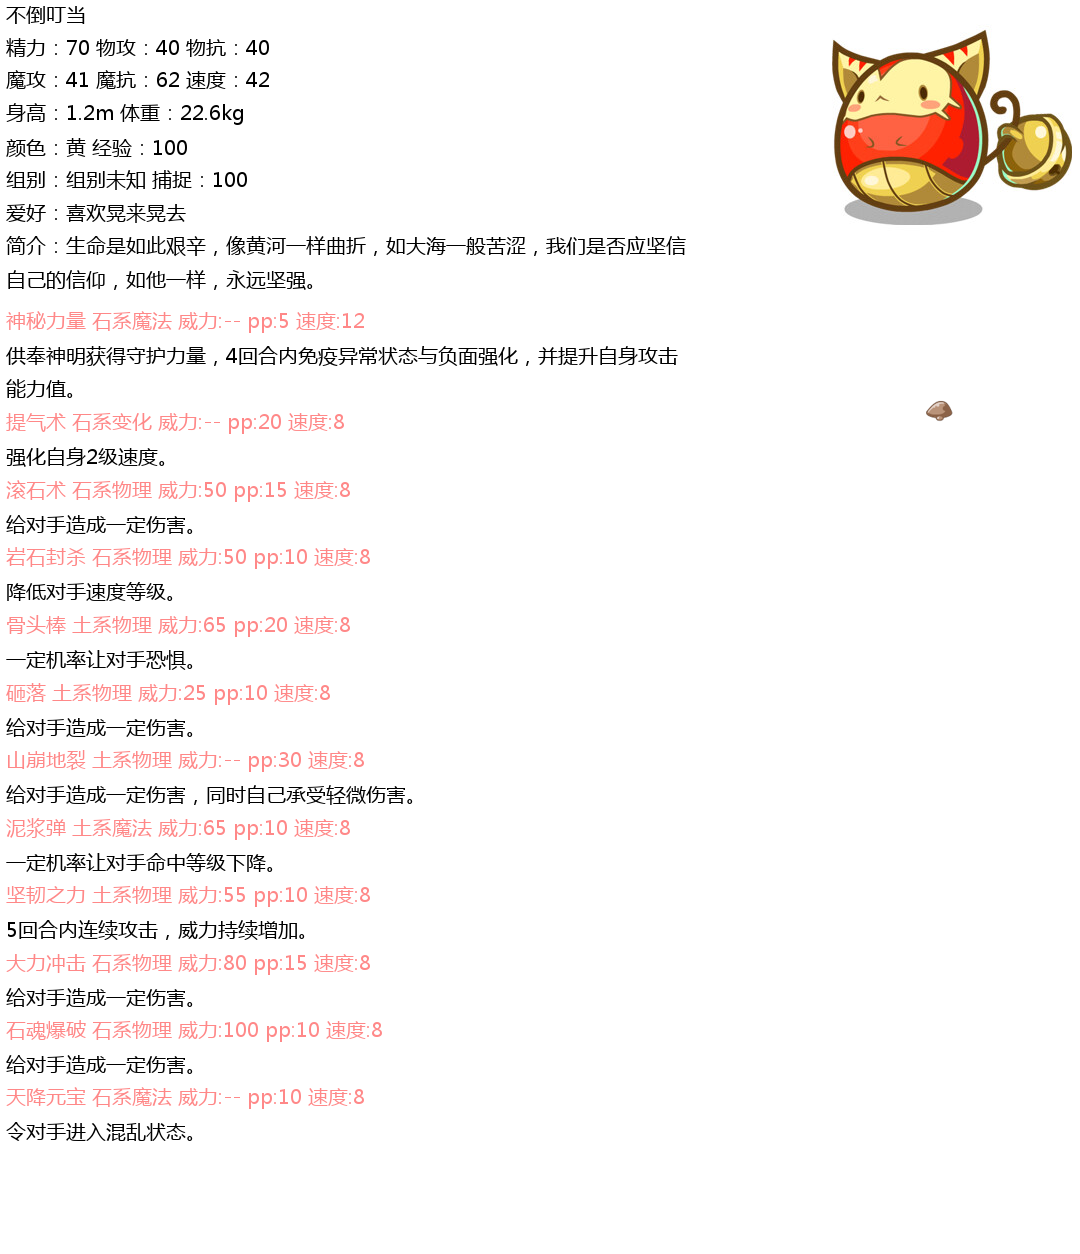 不倒叮当
精力：70 物攻：40 物抗：40
魔攻：41 魔抗：62 速度：42
身高：1.2m 体重：22.6kg
颜色：黄 经验：100
组别：组别未知 捕捉：100
爱好：喜欢晃来晃去
简介：生命是如此艰辛，像黄河一样曲折，如大海一般苦涩，我们是否应坚信
自己的信仰，如他一样，永远坚强。
神秘力量 石系魔法 威力:-- pp:5 速度:12
供奉神明获得守护力量，4回合内免疫异常状态与负面强化，并提升自身攻击
能力值。
提气术 石系变化 威力:-- pp:20 速度:8
强化自身2级速度。
滚石术 石系物理 威力:50 pp:15 速度:8
给对手造成一定伤害。
岩石封杀 石系物理 威力:50 pp:10 速度:8
降低对手速度等级。
骨头棒 土系物理 威力:65 pp:20 速度:8
一定机率让对手恐惧。
砸落 土系物理 威力:25 pp:10 速度:8
给对手造成一定伤害。
山崩地裂 土系物理 威力:-- pp:30 速度:8
给对手造成一定伤害，同时自己承受轻微伤害。
泥浆弹 土系魔法 威力:65 pp:10 速度:8
一定机率让对手命中等级下降。
坚韧之力 土系物理 威力:55 pp:10 速度:8
5回合内连续攻击，威力持续增加。
大力冲击 石系物理 威力:80 pp:15 速度:8
给对手造成一定伤害。
石魂爆破 石系物理 威力:100 pp:10 速度:8
给对手造成一定伤害。
天降元宝 石系魔法 威力:-- pp:10 速度:8
令对手进入混乱状态。